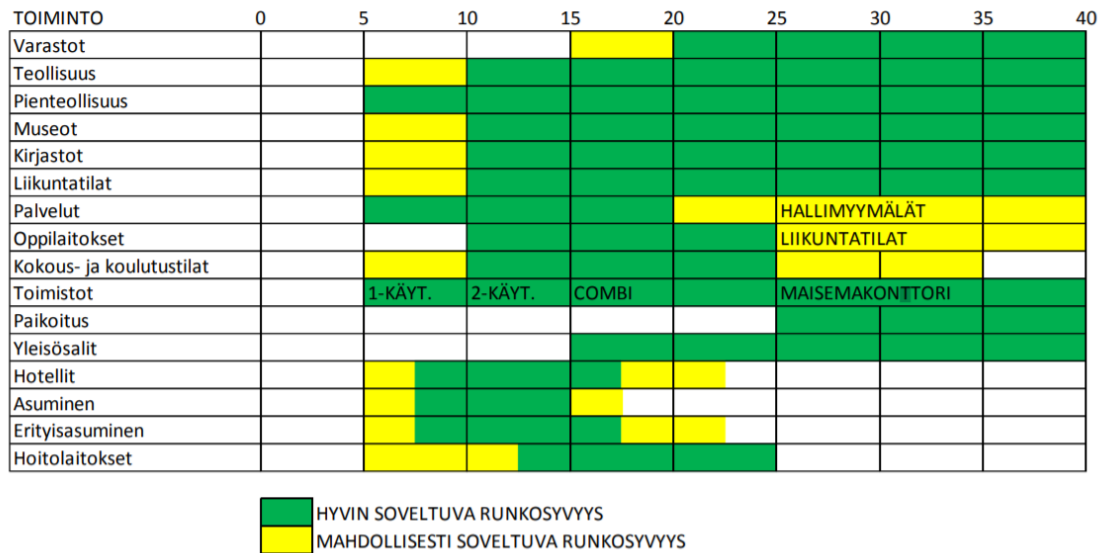 TOIMINTO 0 5 10 15 20 25 30 35 40
Varastot
Teollisuus
Pienteollisuus
Museot
Kirjastot
Liikuntatilat
Palvelut HALLIMYYMÄLÄT
Oppilaitokset LIIKUNTATILAT
Kokous- ja koulutustilat
Toimistot 1-KÄYT. 2-KÄYT. COMBI MAISEMAKONTTORI
Paikoitus
Yleisösalit
Hotellit
Asuminen
Erityisasuminen
Hoitolaitokset
HYVIN SOVELTUVA RUNKOSYVYYS
MAHDOLLISESTI SOVELTUVA RUNKOSYVYYS